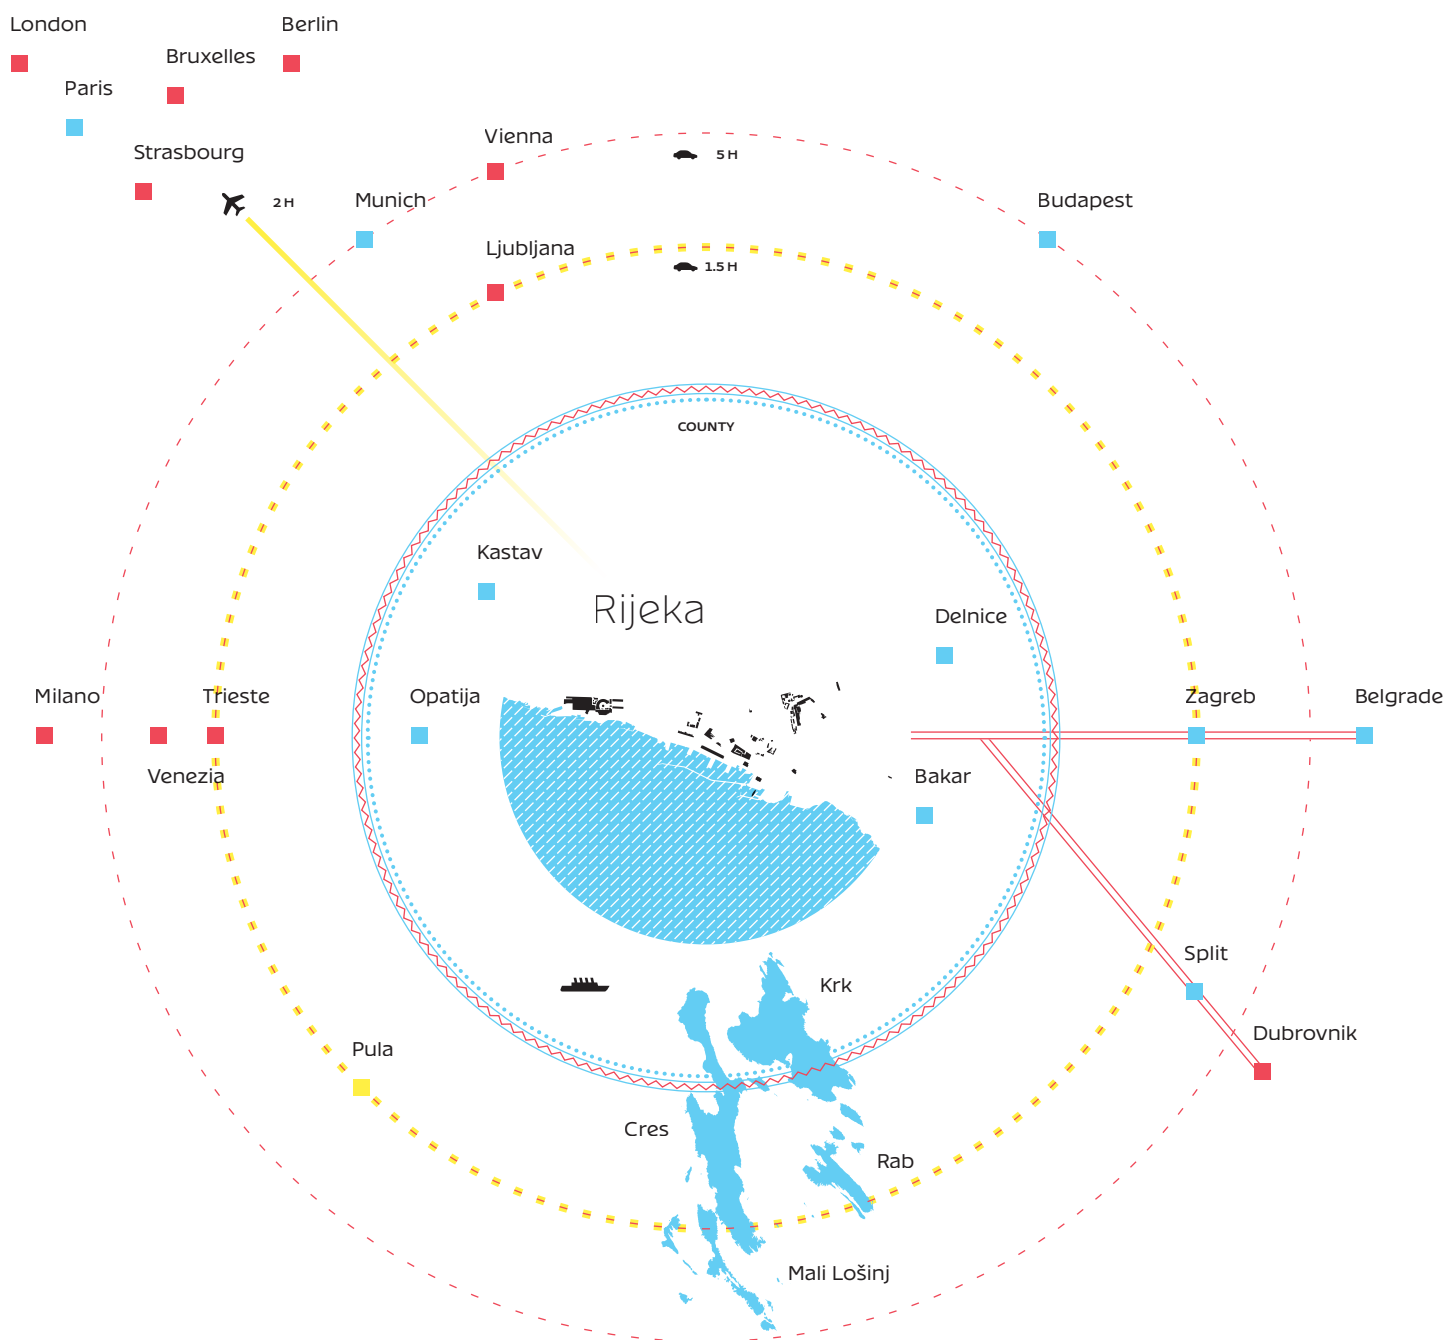 London
Berlin
Bruxelles
Paris
Vienna
Strasbourg
5 H
2 H
Munich
Budapest
Ljubljana
1.5 H
COUNTY
Kastav
Rijeka
Delnice
Milano
Trieste
Opatija
Zagreb
Belgrade
Venezia
Bakar
Split
Krk
Dubrovnik
Pula
Cres
Rab
Mali Lošinj